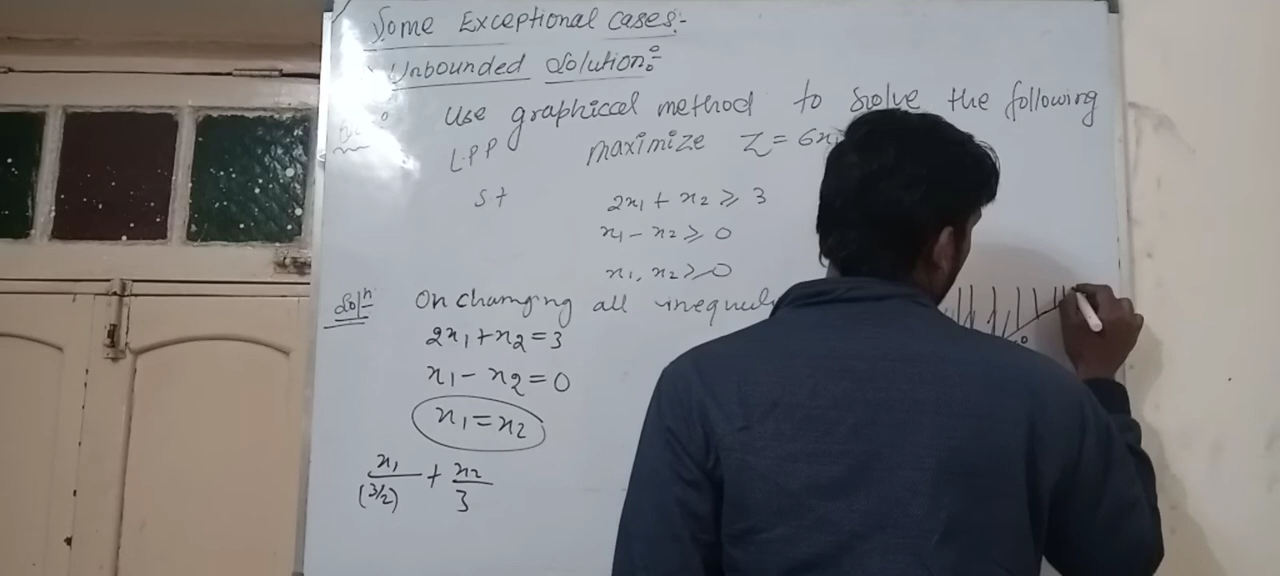 Some Exceptional cases:-
Unbounded Solution:-
Use graphical method to solve the following
L.P.P maximize Z = 6x1
St 2x1 + x2 ≥ 3
x1 - x2 ≥ 0
x1, x2 ≥ 0
Solⁿ On changing all
2x1 + x2 = 3
x1 - x2 = 0
x1 = x2
x1/(3/2) + x2/3